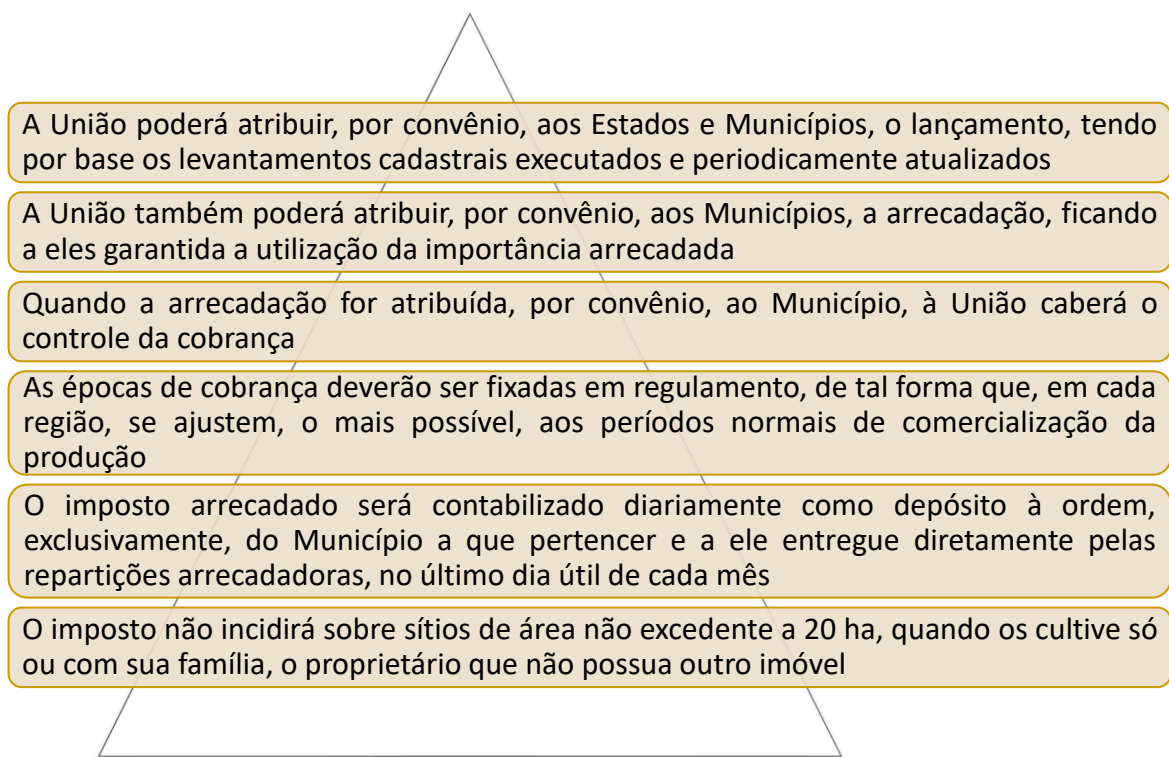 A União poderá atribuir, por convênio, aos Estados e Municípios, o lançamento, tendo
por base os levantamentos cadastrais executados e periodicamente atualizados
A União também poderá atribuir, por convênio, aos Municípios, a arrecadação, ficando
a eles garantida a utilização da importância arrecadada
Quando a arrecadação for atribuída, por convênio, ao Município, à União caberá o
controle da cobrança
As épocas de cobrança deverão ser fixadas em regulamento, de tal forma que, em cada
região, se ajustem, o mais possível, aos períodos normais de comercialização da
produção
O imposto arrecadado será contabilizado diariamente como depósito à ordem,
exclusivamente, do Município a que pertencer e a ele entregue diretamente pelas
repartições arrecadadoras, no último dia útil de cada mês
O imposto não incidirá sobre sítios de área não excedente a 20 ha, quando os cultive só
ou com sua família, o proprietário que não possua outro imóvel